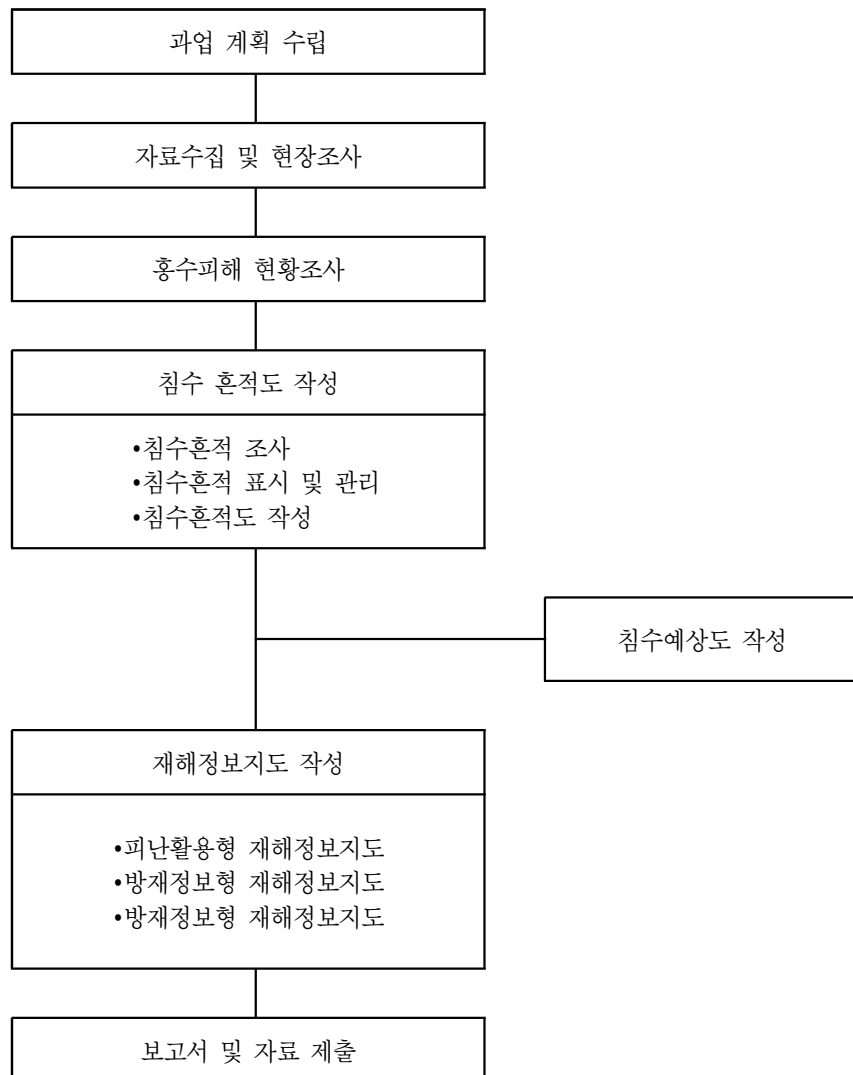 과업 계획 수립
자료수집 및 현장조사
홍수피해 현황조사
침수 흔적도 작성
•침수흔적 조사
•침수흔적 표시 및 관리
•침수흔적도 작성
침수예상도 작성
재해정보지도 작성
•피난활용형 재해정보지도
•방재정보형 재해정보지도
•방재정보형 재해정보지도
보고서 및 자료 제출